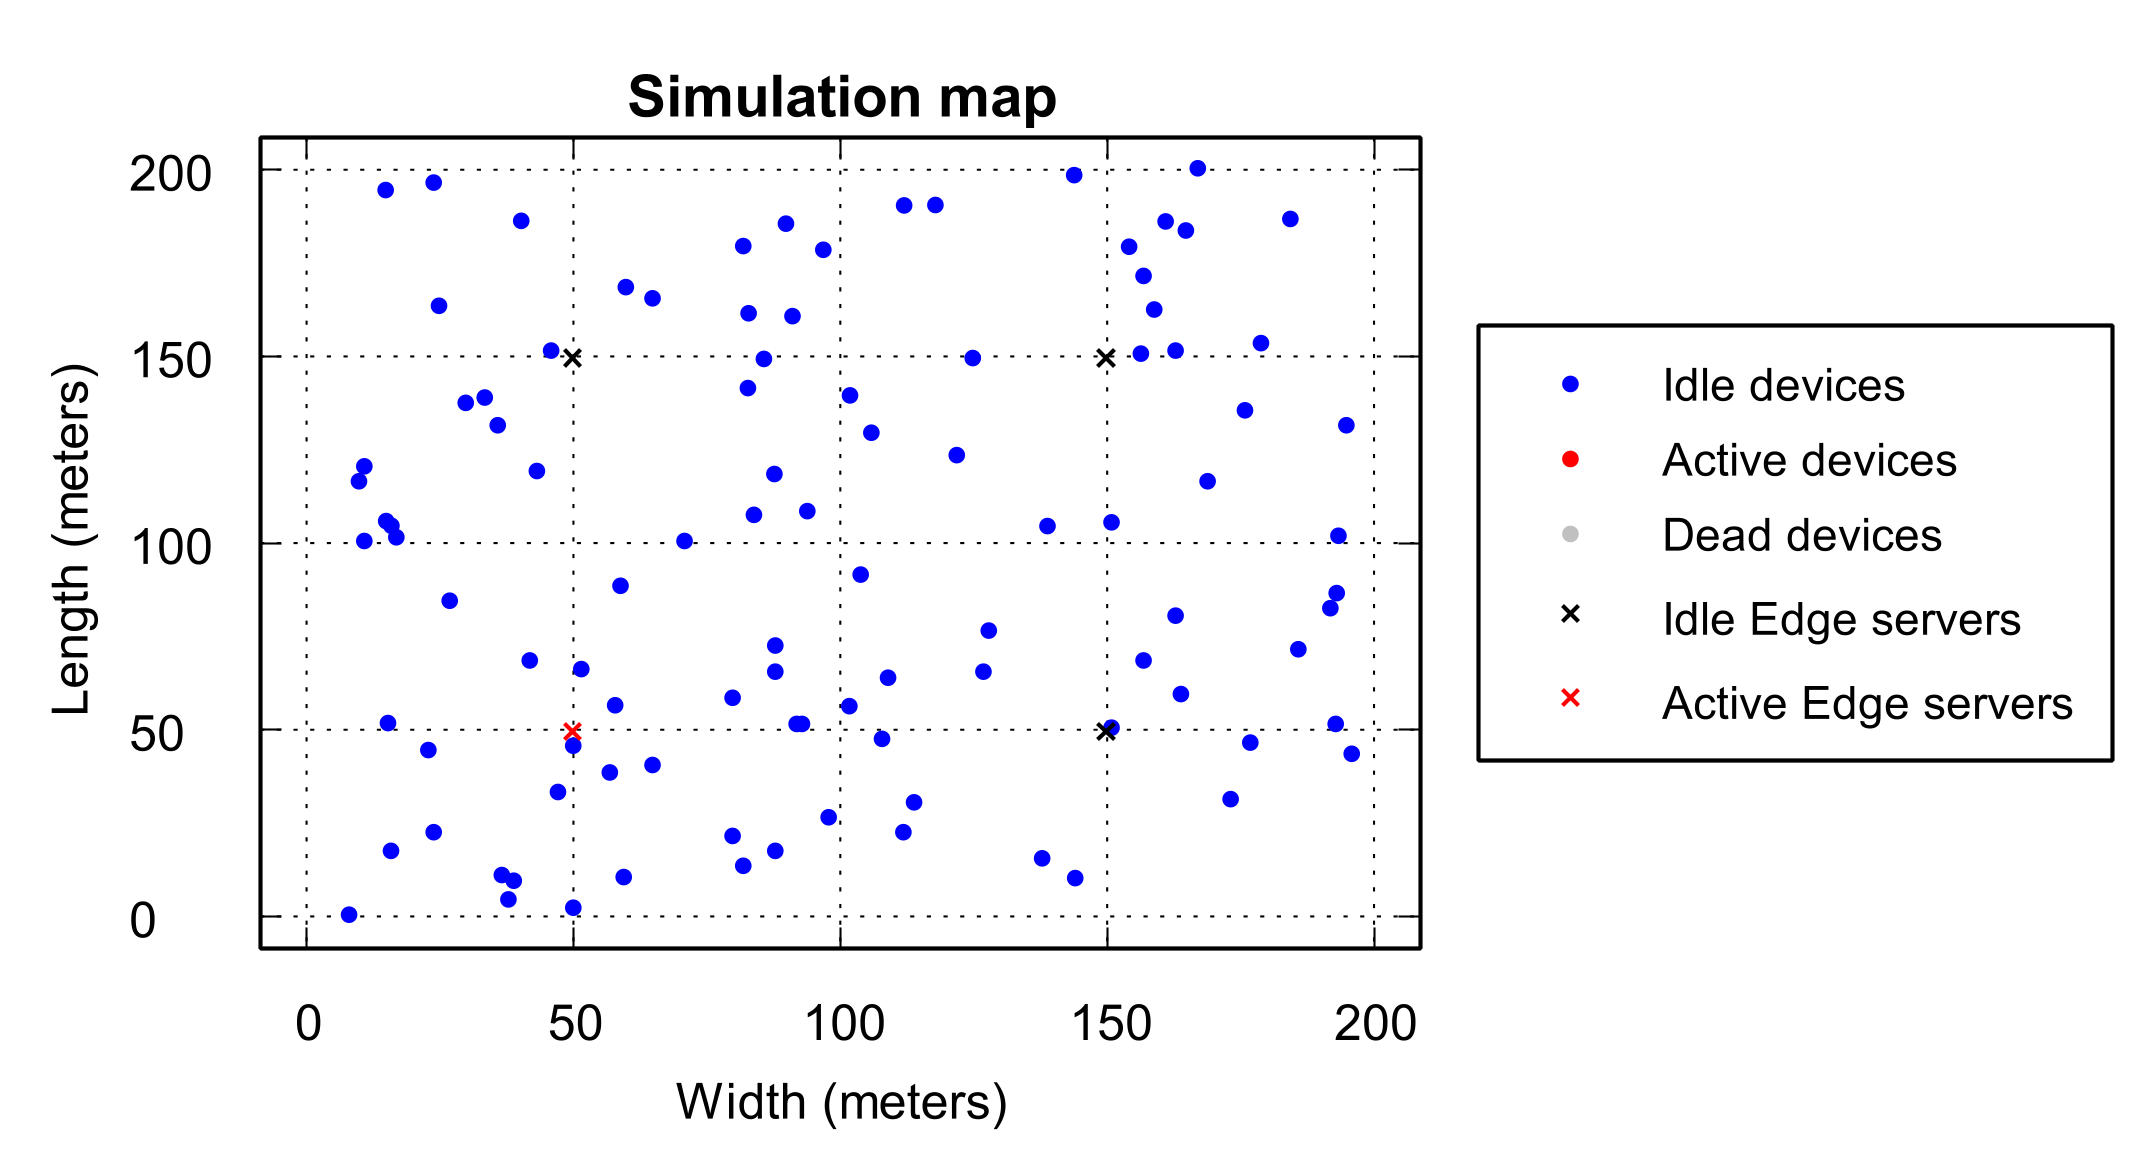 Simulation map
200
150
100
50
0
Length (meters)
0 50 100 150 200
Width (meters)
Idle devices
Active devices
Dead devices
Idle Edge servers
Active Edge servers